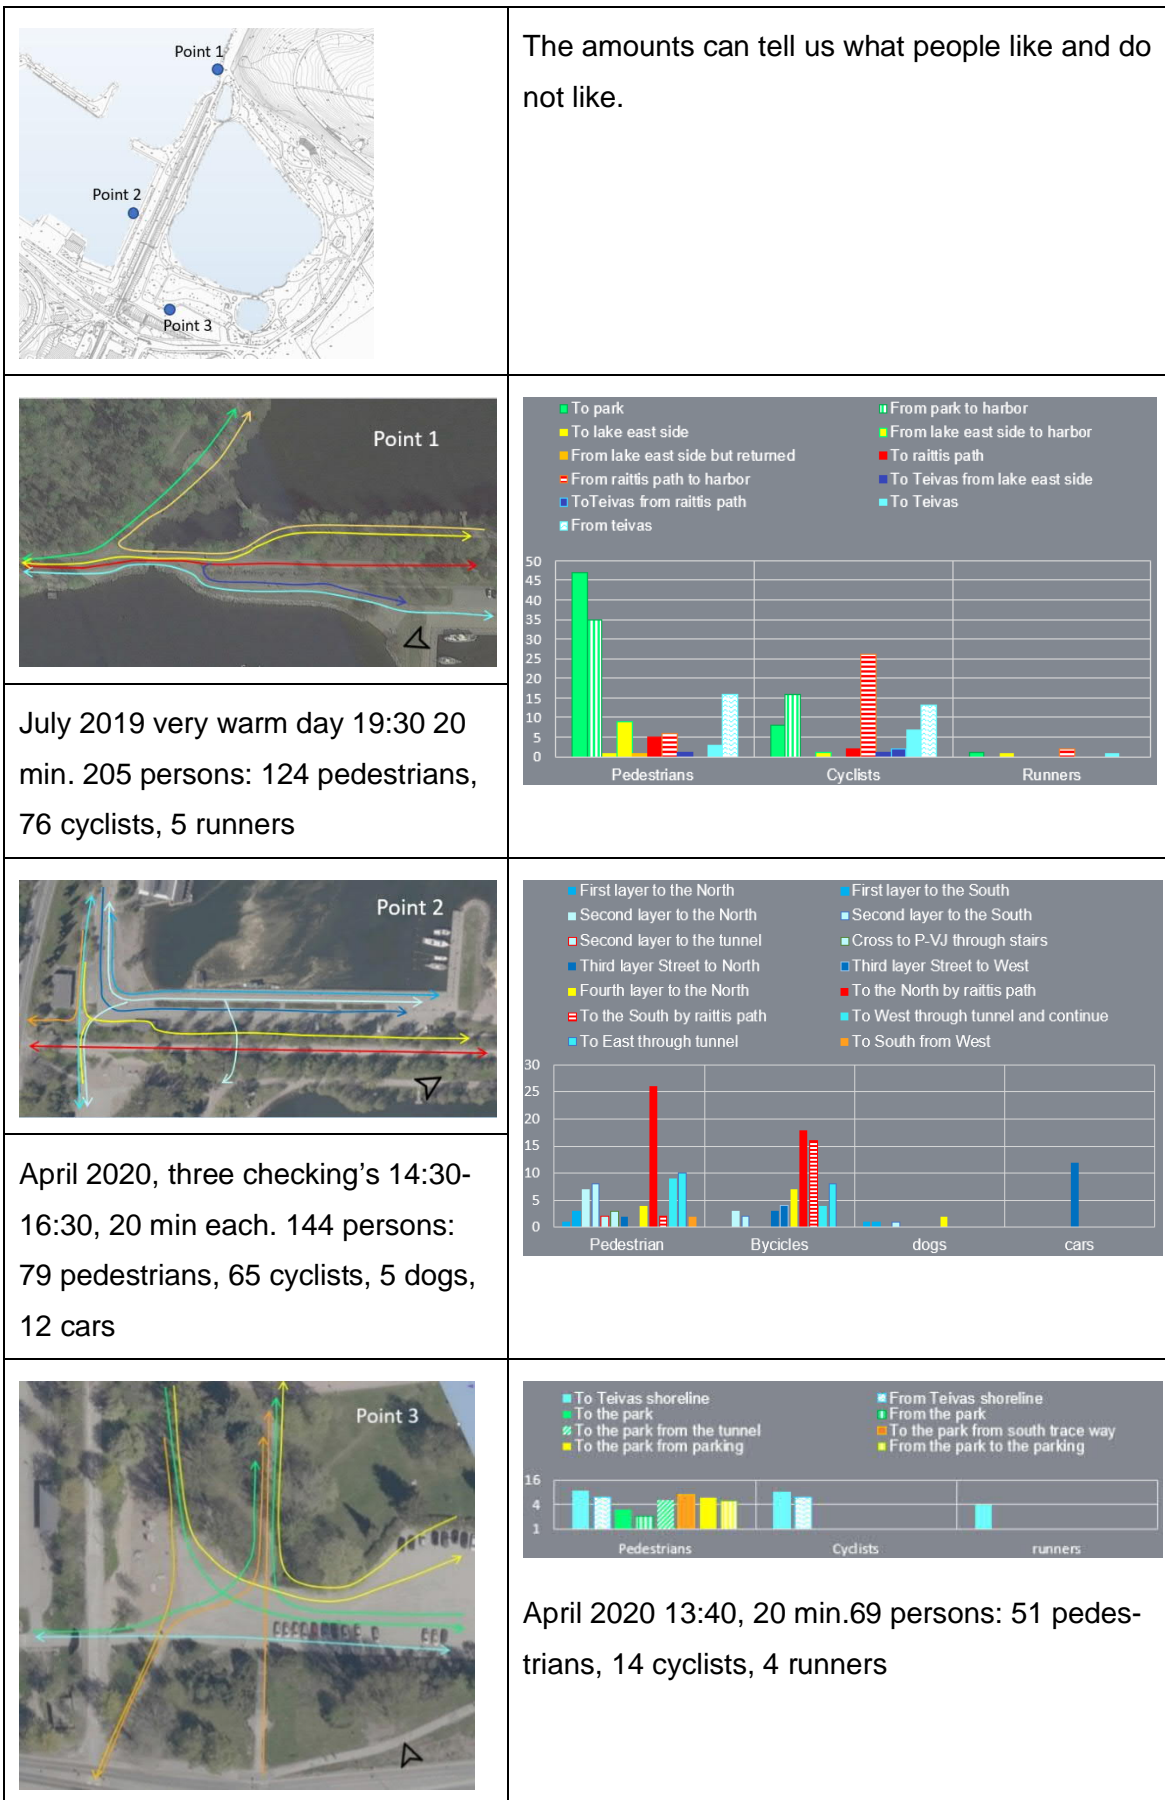 Point 1
Point 2
Point 3
The amounts can tell us what people like and do
not like.
Point 1
To park
From park to harbor
To lake east side
From lake east side to harbor
From lake east side but returned
To raittis path
From raittis path to harbor
To Teivas from lake east side
ToTeivas from raittis path
To Teivas
From teivas
50
45
40
35
30
25
20
15
10
5
0
Pedestrians
Cyclists
Runners
July 2019 very warm day 19:30 20
min. 205 persons: 124 pedestrians,
76 cyclists, 5 runners
Point 2
First layer to the North
First layer to the South
Second layer to the North
Second layer to the South
Second layer to the tunnel
Cross to P-VJ through stairs
Third layer Street to North
Third layer Street to West
Fourth layer to the North
To the North by raittis path
To the South by raittis path
To West through tunnel and continue
To East through tunnel
To South from West
30
25
20
15
10
5
0
Pedestrian
Bycicles
dogs
cars
April 2020, three checking's 14:30-
16:30, 20 min each. 144 persons:
79 pedestrians, 65 cyclists, 5 dogs,
12 cars
Point 3
To Teivas shoreline
From Teivas shoreline
To the park
From the park
To the park from the tunnel
To the park from south trace way
To the park from parking
From the park to the parking
16
4
1
Pedestrians
Cyclists
runners
April 2020 13:40, 20 min.69 persons: 51 pedes-
trians, 14 cyclists, 4 runners